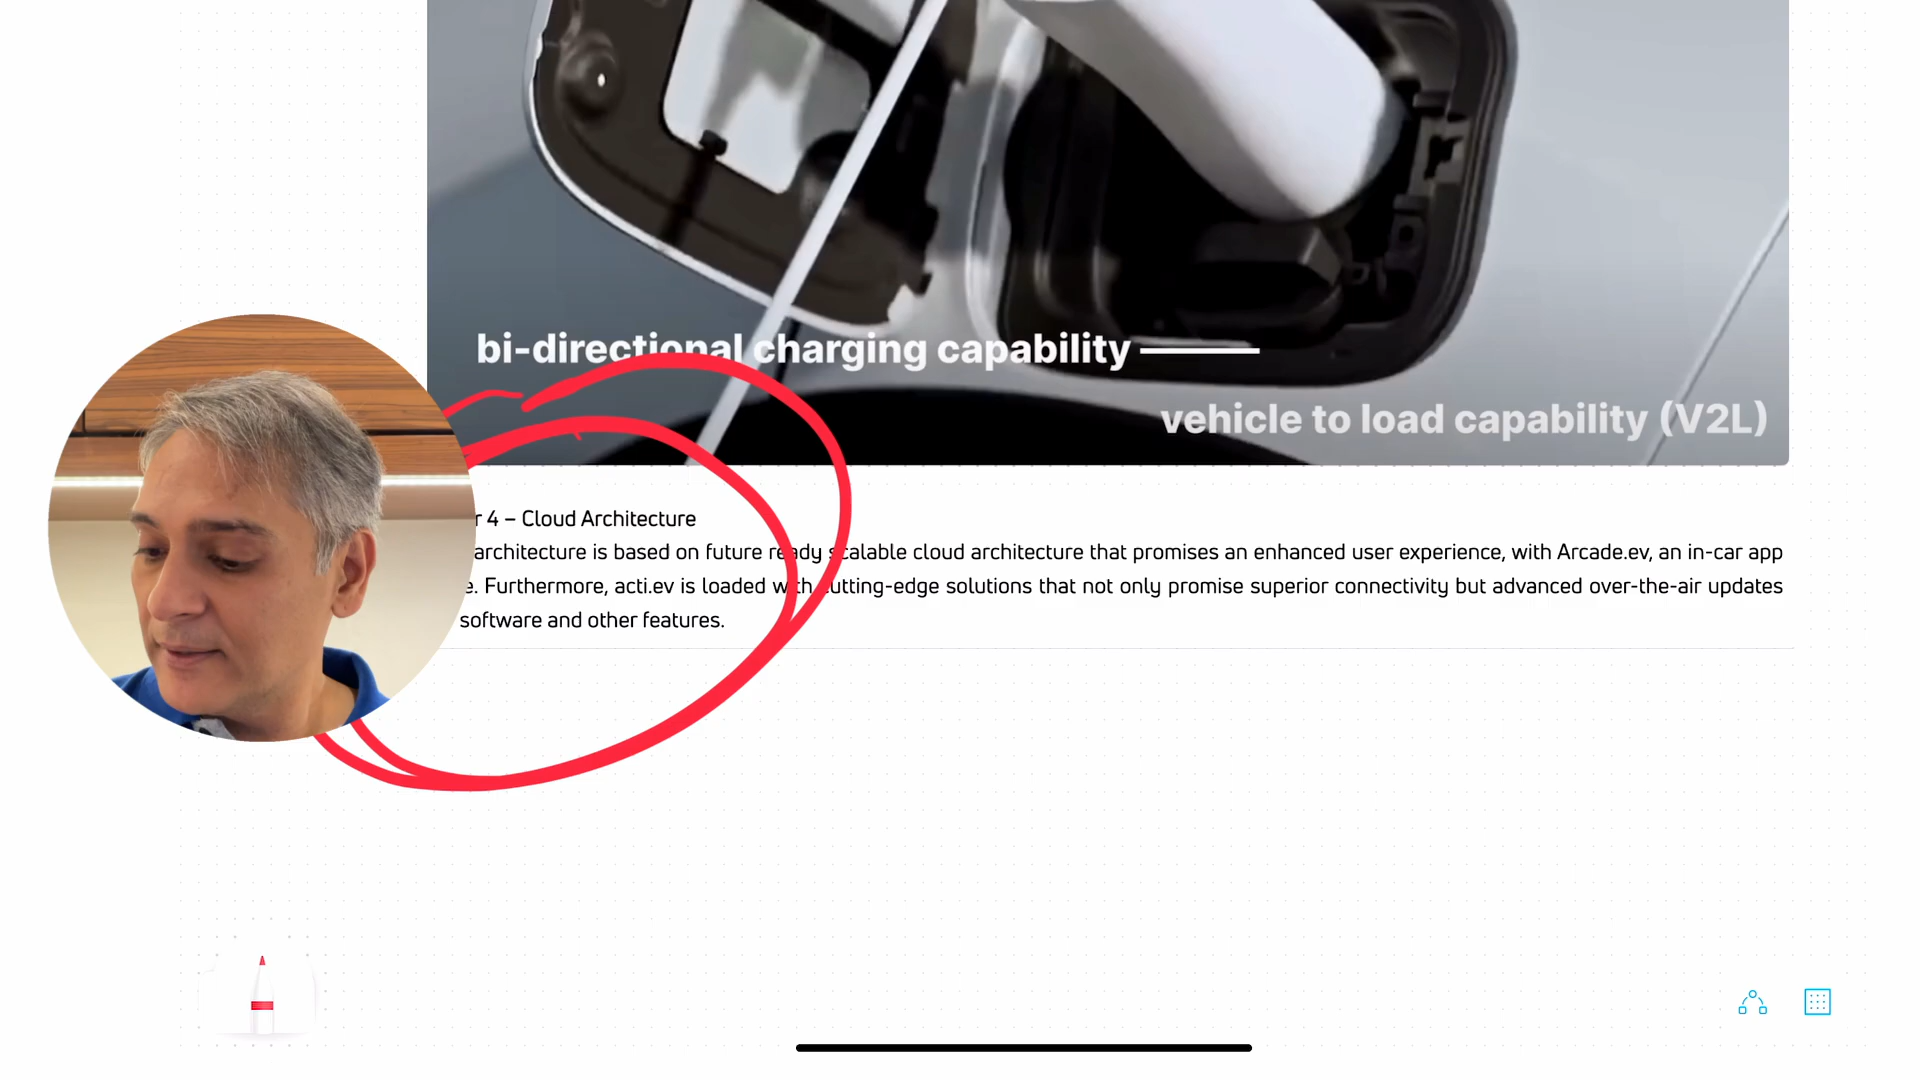 bi-directional charging capability
vehicle to load capability (V2L)
4 – Cloud Architecture
architecture is based on future ready scalable cloud architecture that promises an enhanced user experience, with Arcade.ev, an in-car app
Furthermore, acti.ev is loaded with cutting-edge solutions that not only promise superior connectivity but advanced over-the-air updates
software and other features.